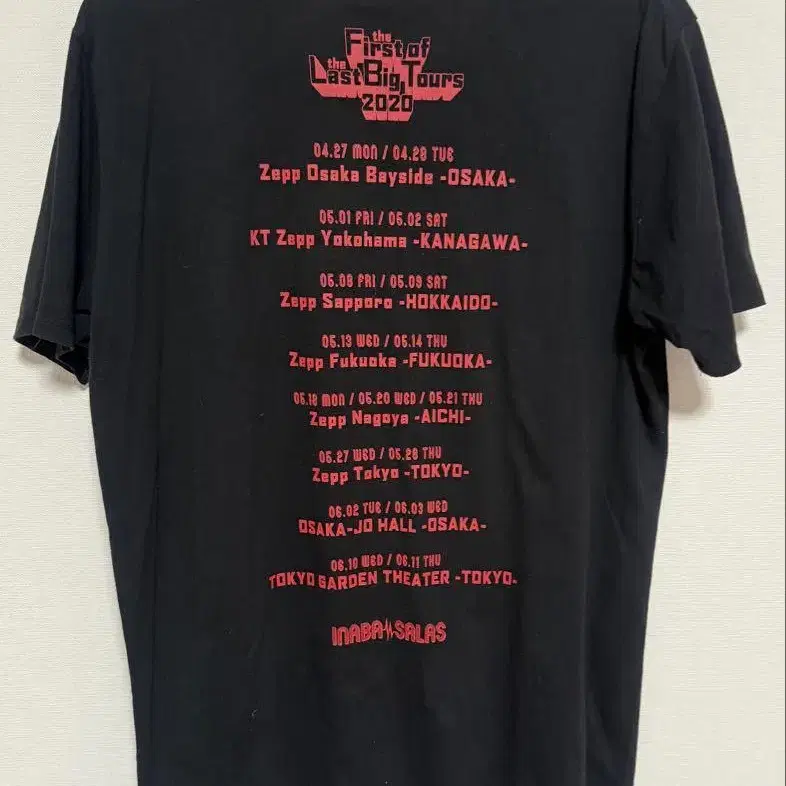 the
First of
the
Last Big Tours
2020
04.27 MON / 04.28 TUE
Zepp Osaka Bayside -OSAKA-
05.01 FRI / 05.02 SAT
KT Zepp Yokohama -KANAGAWA-
05.08 FRI / 05.09 SAT
Zepp Sapporo -HOKKAIDO-
05.13 WED / 05.14 THU
Zepp Fukuoka -FUKUOKA-
05.18 MON / 05.20 WED / 05.21 THU
Zepp Nagoya -AICHI-
05.27 WED / 05.28 THU
Zepp Tokyo -TOKYO-
06.02 TUE / 06.03 WED
OSAKA-JO HALL -OSAKA-
06.10 WED / 06.11 THU
TOKYO GARDEN THEATER -TOKYO-
INABA SALAS